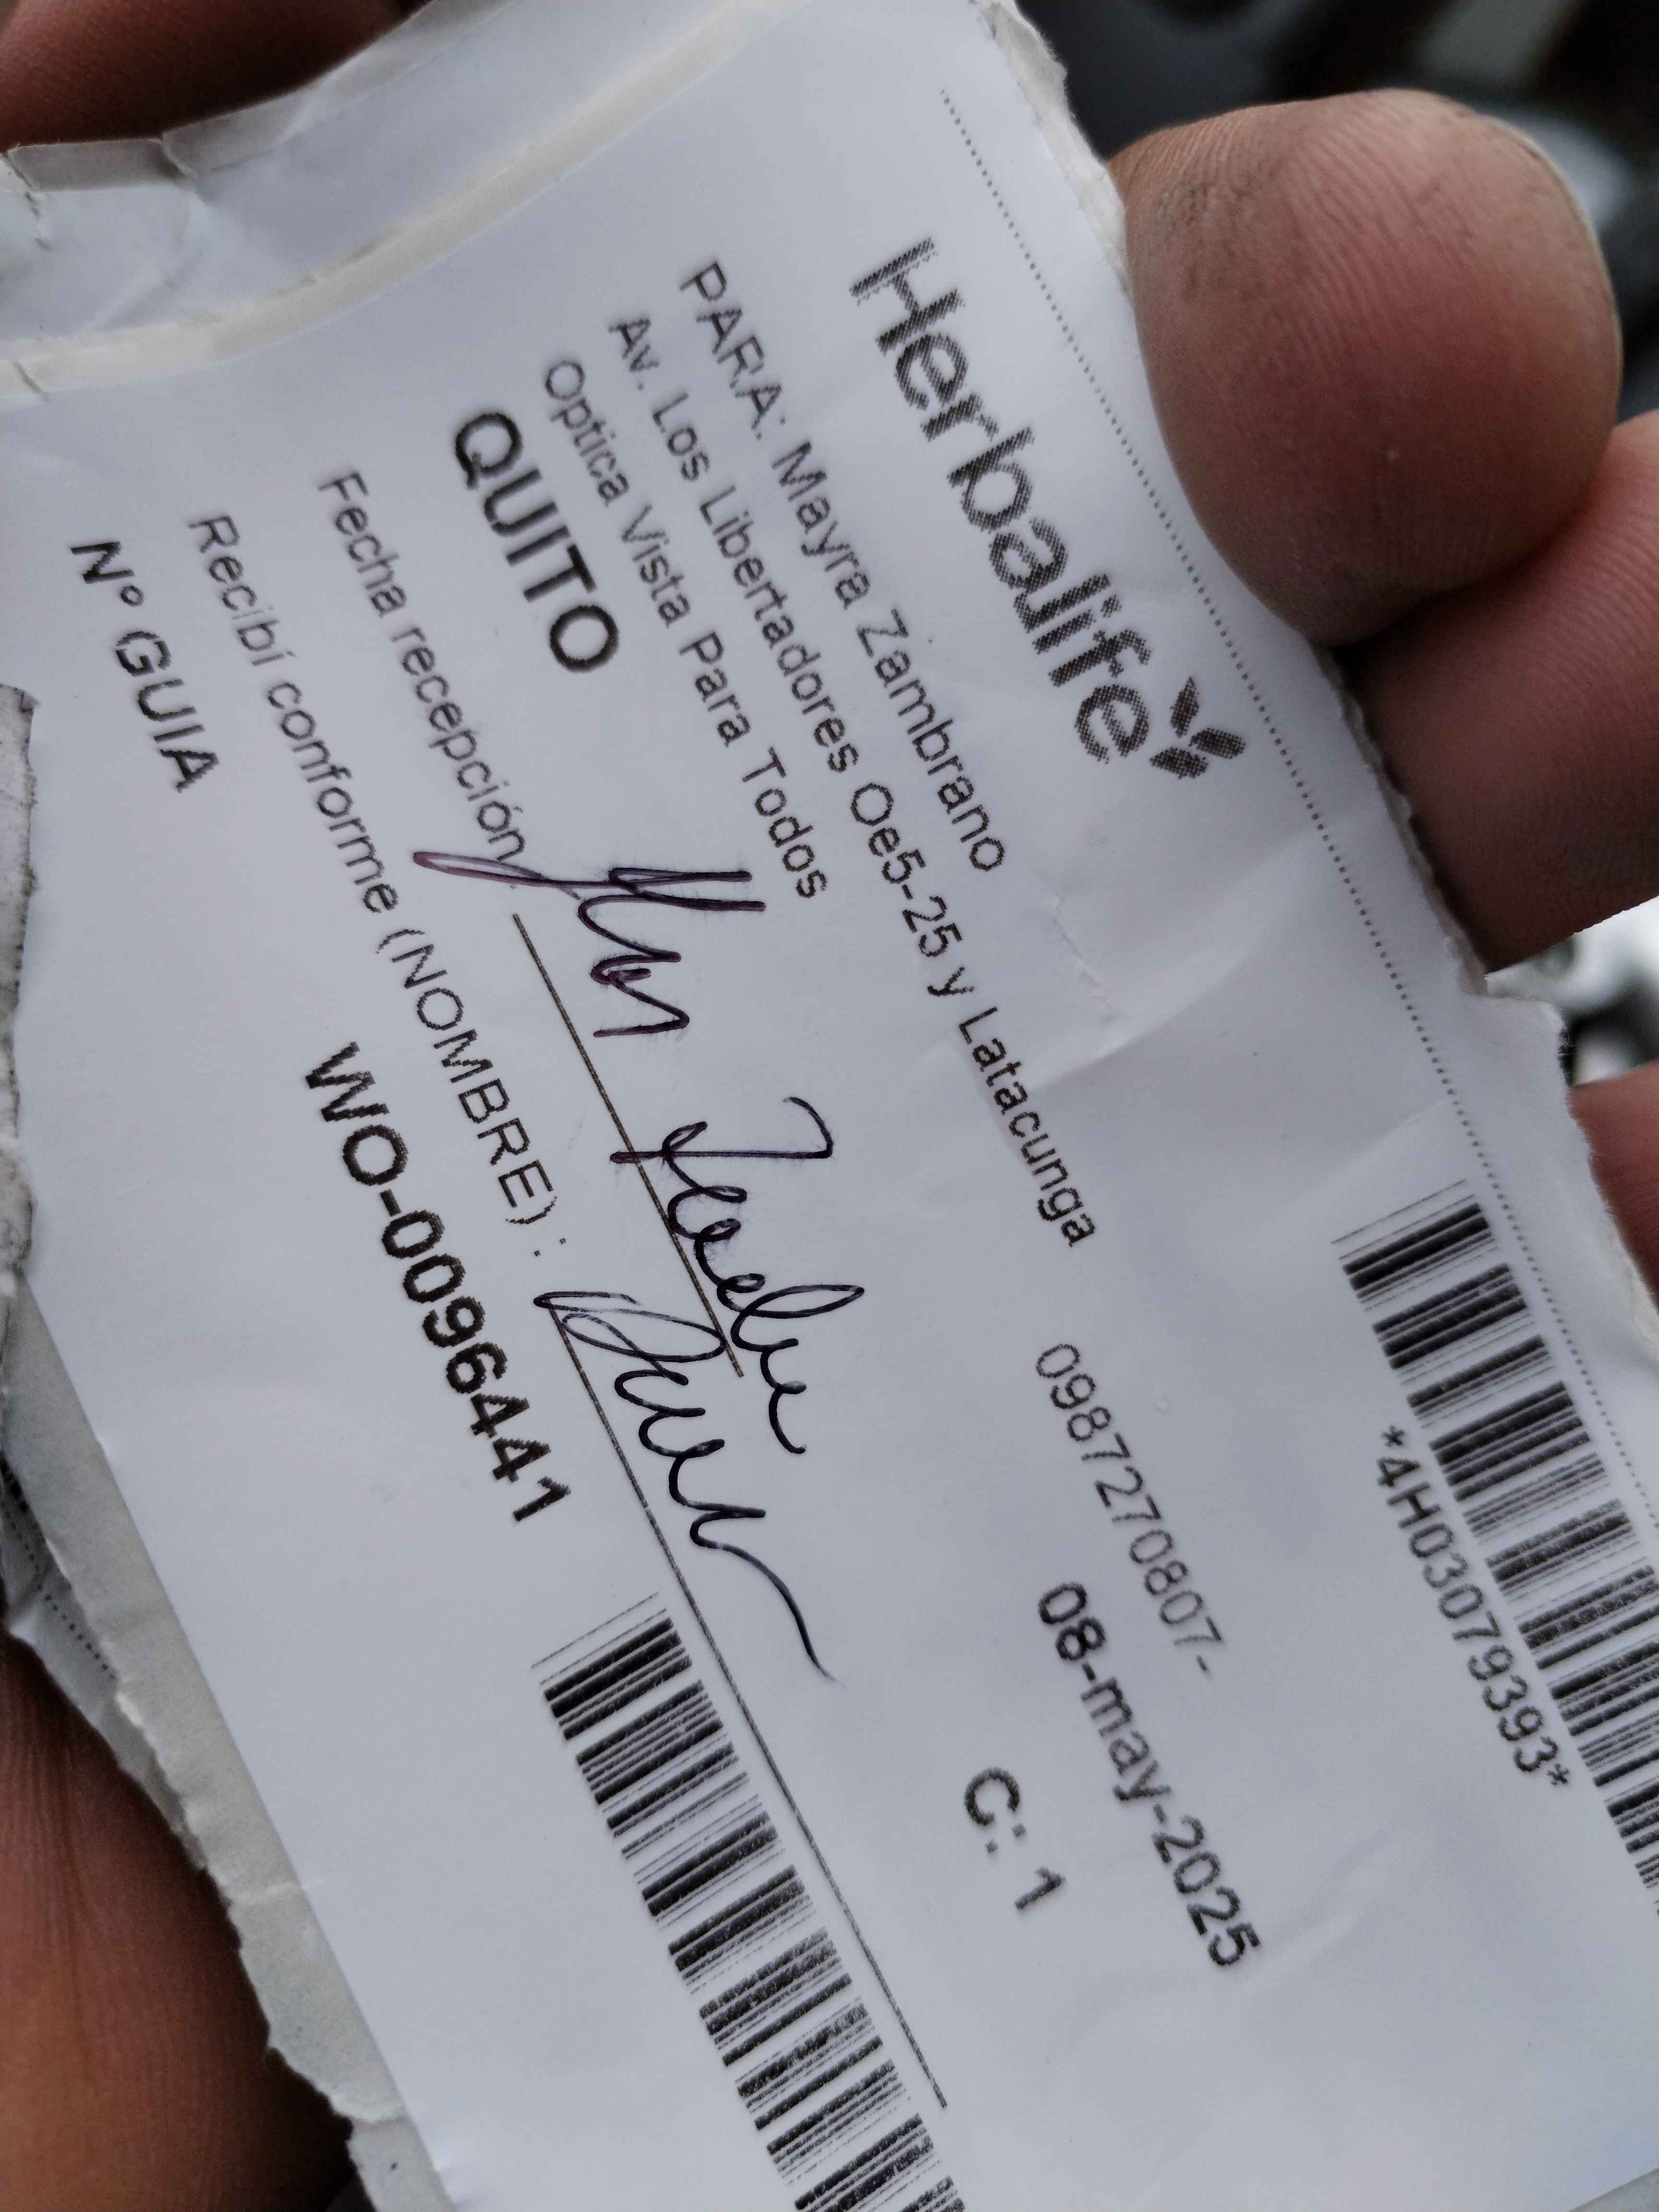 Herbalife
*4H030793393*
PARA: Mayra Zambrano
Av. Los Libertadores Oe5-25 y Latacunga
0987270807-
Optica Vista Para Todos
08-may-2025
QUITO
C: 1
Fecha recepción
Recibí conforme (NOMBRE) :
Nº GUIA
WO-0096441